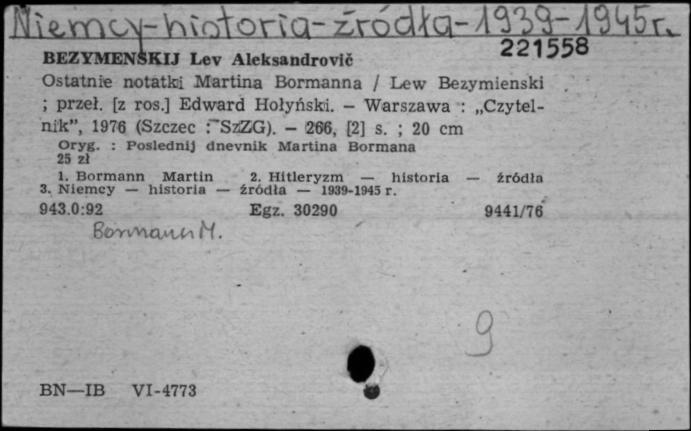 Niemcy-historia-źródła-1939-1945r.
221558
BEZYMENSKIJ Lev Aleksandrovič
Ostatnie notatki Martina Bormanna / Lew Bezymienski
; przeł. [z ros.] Edward Hołyński. — Warszawa : „Czytel-
nik”, 1976 (Szczec : SzZG). — 266, [2] s. ; 20 cm
Oryg. : Poslednij dnevnik Martina Bormana
25 zł
1. Bormann Martin 2. Hitleryzm — historia — źródła
3. Niemcy — historia — źródła — 1939-1945 r.
943.0:92 Egz. 30290 9441/76
Bormann M.
9
BN—IB VI-4773